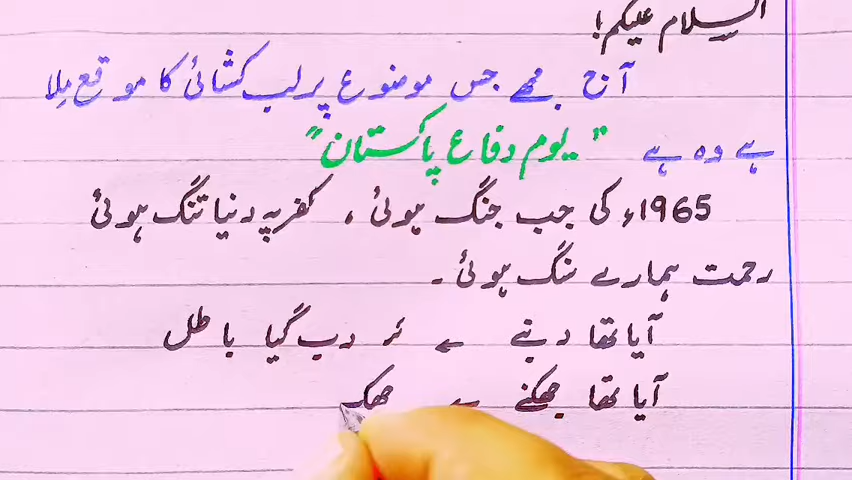 السلام علیکم!
آج مجھے جس موضوع پر لب کشائی کا موقع ملا
ہے وہ ہے "یوم دفاع پاکستان"
1965ء کی جب جنگ ہوئی، کفر پہ دنیا تنگ ہوئی
رحمت ہمارے سنگ ہوئی۔
آیا تھا دبنے دب گیا باطل
آیا تھا جھکنے جھک